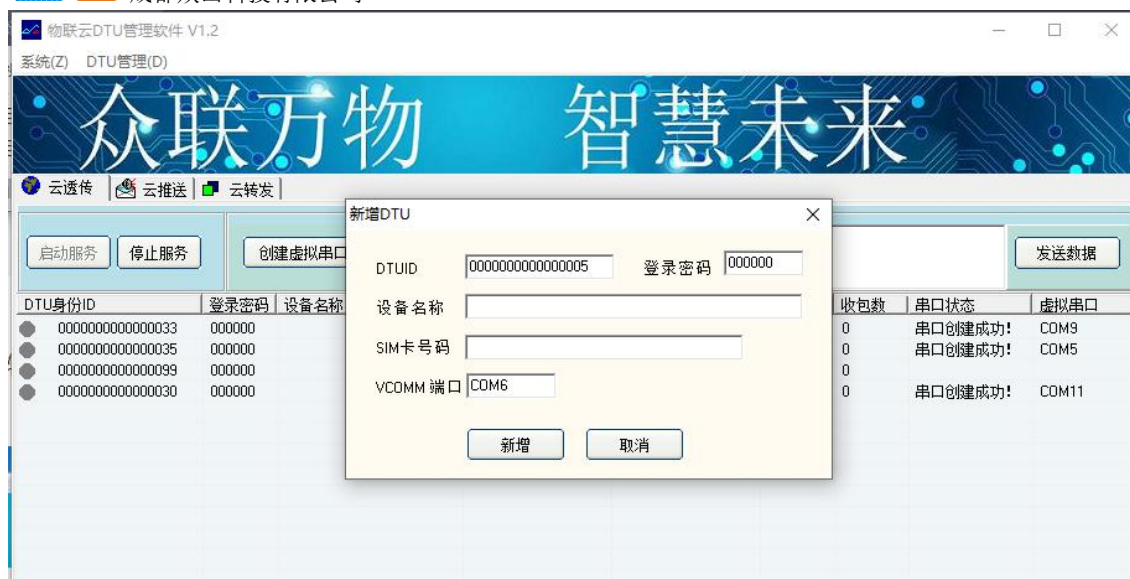 物联云DTU管理软件 V1.2
系统(Z) DTU管理(D)
众联万物 智慧未来
云透传 云推送 云转发
启动服务 停止服务 创建虚拟串口 发送数据
新增DTU
DTUID 0000000000000005 登录密码 000000
设备名称
SIM卡号码
VCOMM 端口 COM6
新增 取消
DTU身份ID 登录密码 设备名称 收包数 串口状态 虚拟串口
0000000000000033 000000 0 串口创建成功! COM9
0000000000000035 000000 0 串口创建成功! COM5
0000000000000099 000000 0
0000000000000030 000000 0 串口创建成功! COM11